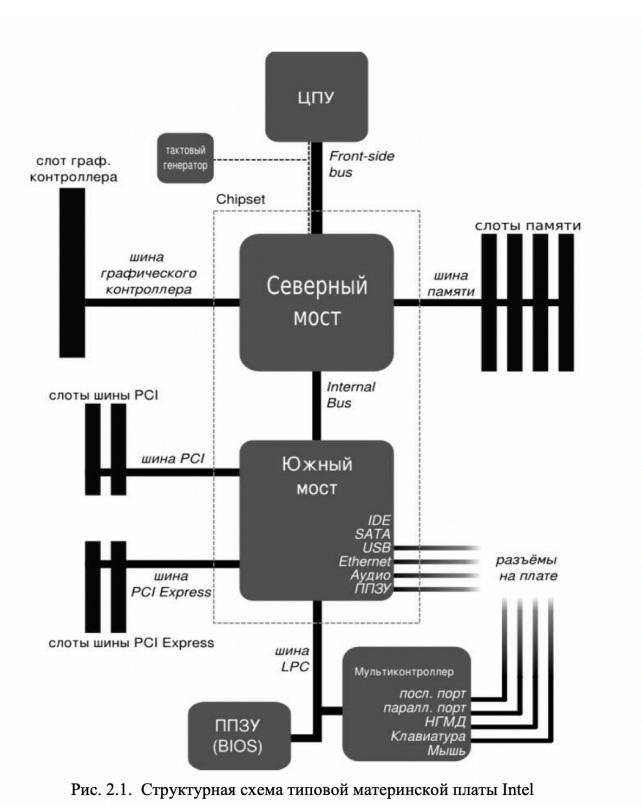 ЦПУ
тактовый
генератор
Front-side
bus
слот граф.
контроллера
Chipset
слоты памяти
шина
графического
контроллера
Северный
мост
шина
памяти
Internal
Bus
слоты шины PCI
шина PCI
Южный
мост
IDE
SATA
USB
Ethernet
Аудио
ППЗУ
разъёмы
на плате
шина
PCI Express
слоты шины PCI Express
шина
LPC
Мультиконтроллер
посл. порт
паралл. порт
НГМД
Клавиатура
Мышь
ППЗУ
(BIOS)
Рис. 2.1. Структурная схема типовой материнской платы Intel